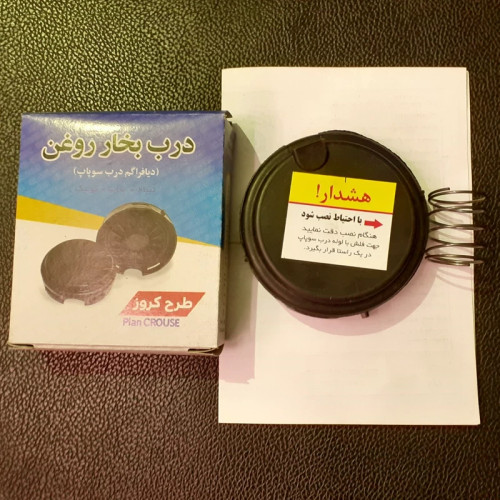 درب بخار روغن
(دیافراگم درب سوپاپ)
طرح کروز
Plan CROUSE
هشدار!
با احتیاط نصب شود
هنگام نصب دقت نمایید
جهت فلش با لوله درب سوپاپ
در یک راستا قرار بگیرد.